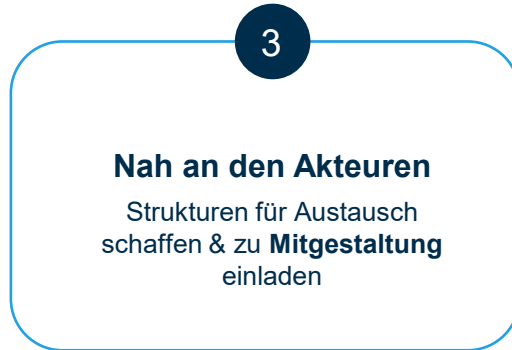 3
Nah an den Akteuren
Strukturen für Austausch
schaffen & zu Mitgestaltung
einladen